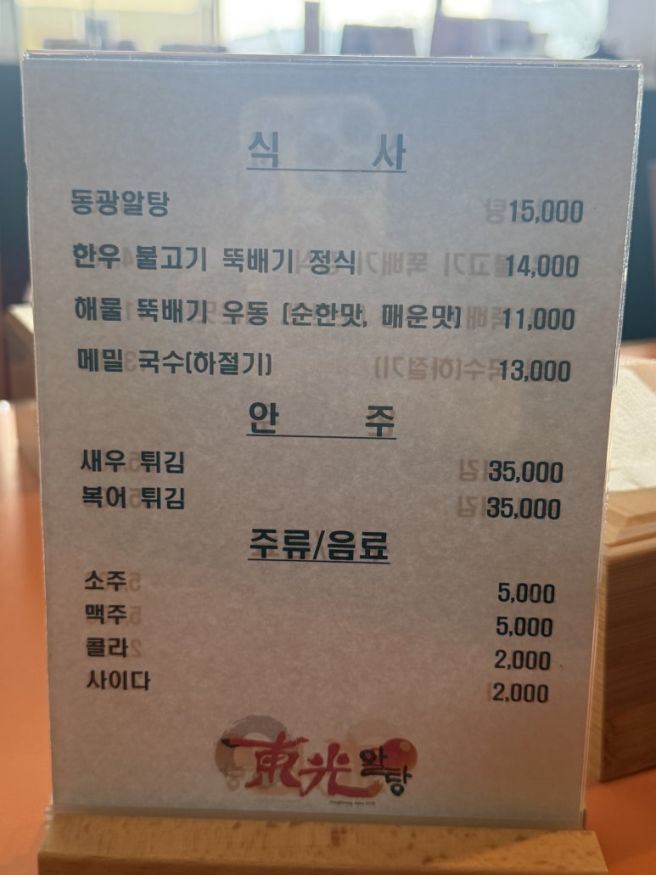 식 사
동광알탕 15,000
한우 불고기 뚝배기 정식 14,000
해물 뚝배기 우동 (순한맛, 매운맛) 11,000
메밀 국수(하절기) 13,000
안 주
새우 튀김 35,000
복어 튀김 35,000
주류/음료
소주 5,000
맥주 5,000
콜라 2,000
사이다 2,000
東光 알탕